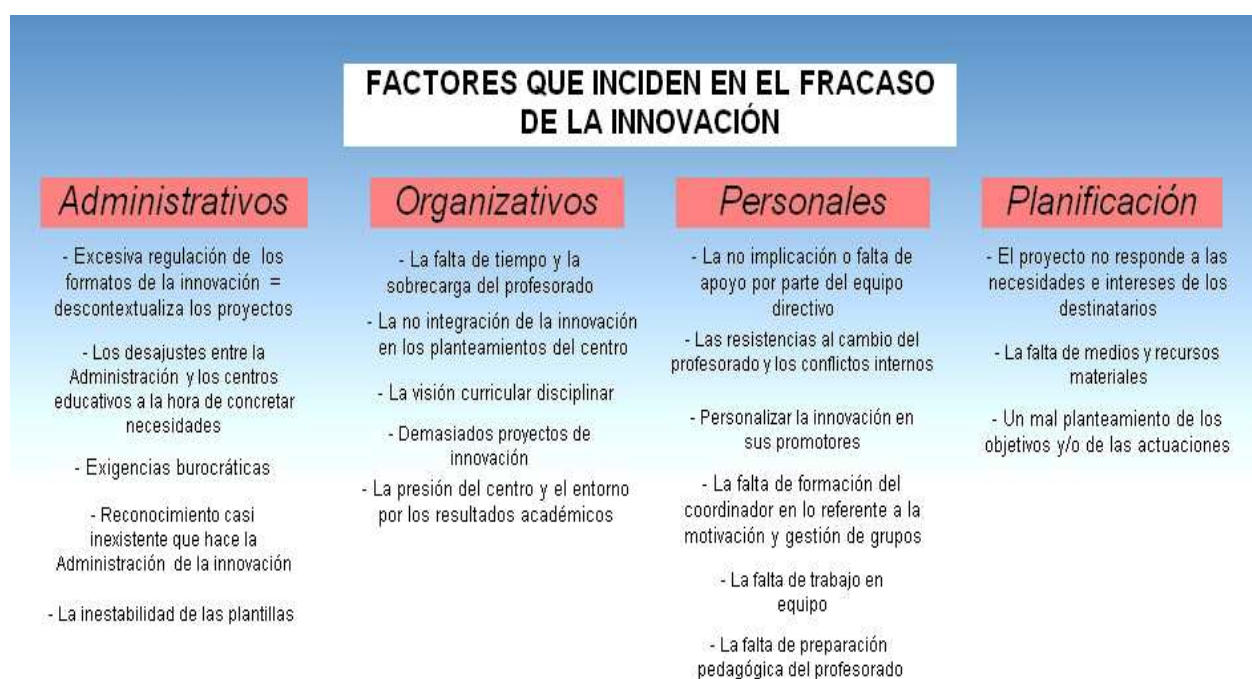 FACTORES QUE INCIDEN EN EL FRACASO
DE LA INNOVACIÓN
Administrativos
- Excesiva regulación de los
formatos de la innovación =
descontextualiza los proyectos
- Los desajustes entre la
Administración y los centros
educativos a la hora de concretar
necesidades
- Exigencias burocráticas
- Reconocimiento casi
inexistente que hace la
Administración de la innovación
- La inestabilidad de las plantillas
Organizativos
- La falta de tiempo y la
sobrecarga del profesorado
- La no integración de la innovación
en los planteamientos del centro
- La visión curricular disciplinar
- Demasiados proyectos de
innovación
- La presión del centro y el entorno
por los resultados académicos
Personales
- La no implicación o falta de
apoyo por parte del equipo
directivo
- Las resistencias al cambio del
profesorado y los conflictos internos
- Personalizar la innovación en
sus promotores
- La falta de formación del
coordinador en lo referente a la
motivación y gestión de grupos
- La falta de trabajo en
equipo
- La falta de preparación
pedagógica del profesorado
Planificación
- El proyecto no responde a las
necesidades e intereses de los
destinatarios
- La falta de medios y recursos
materiales
- Un mal planteamiento de los
objetivos y/o de las actuaciones